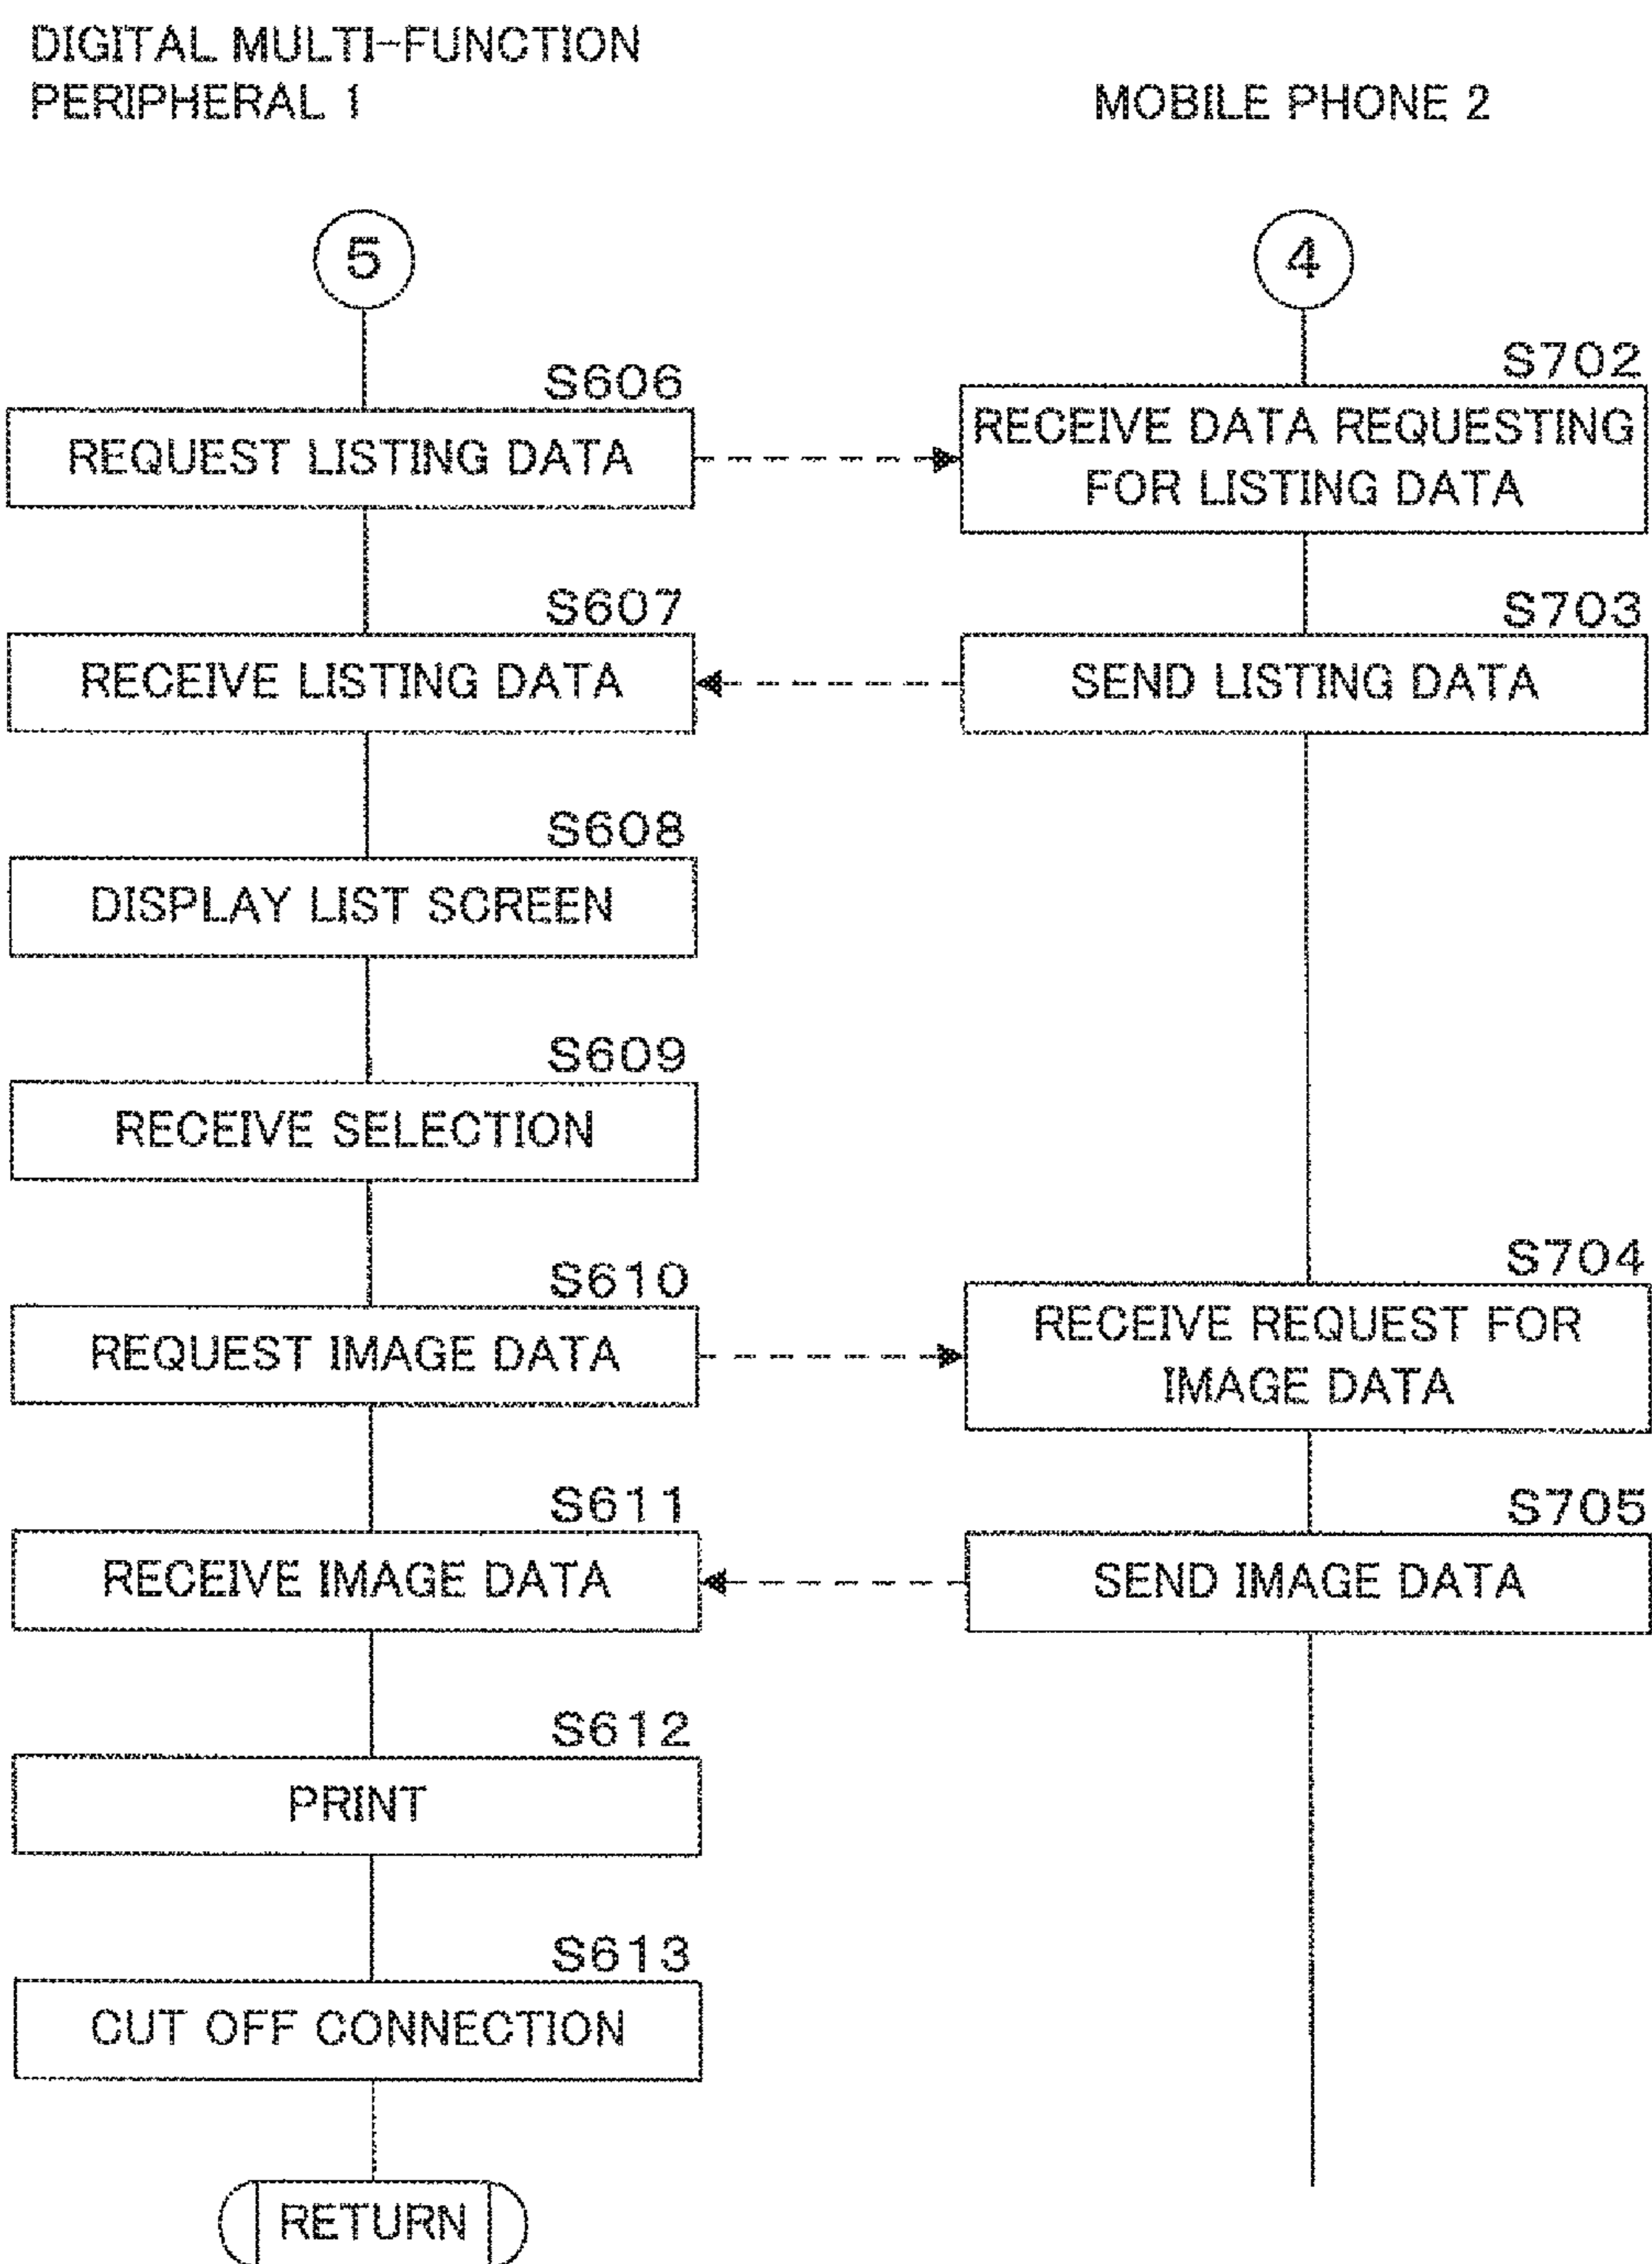 DIGITAL MULTI-FUNCTION
PERIPHERAL 1
MOBILE PHONE 2
5
4
S606
REQUEST LISTING DATA
S702
RECEIVE DATA REQUESTING
FOR LISTING DATA
S607
RECEIVE LISTING DATA
S703
SEND LISTING DATA
S608
DISPLAY LIST SCREEN
S609
RECEIVE SELECTION
S610
REQUEST IMAGE DATA
S704
RECEIVE REQUEST FOR
IMAGE DATA
S611
RECEIVE IMAGE DATA
S705
SEND IMAGE DATA
S612
PRINT
S613
CUT OFF CONNECTION
RETURN